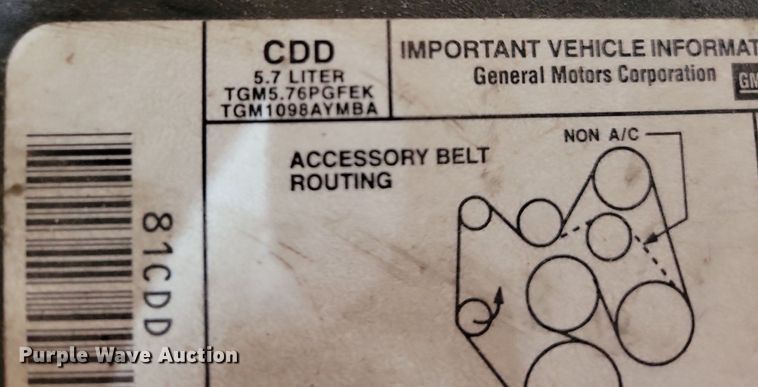 CDD
5.7 LITER
TGM5.76PGFEK
TGM1098AYMBA
IMPORTANT VEHICLE INFORMAT
General Motors Corporation
GM
NON A/C
ACCESSORY BELT
ROUTING
81CDD
Purple Wave Auction